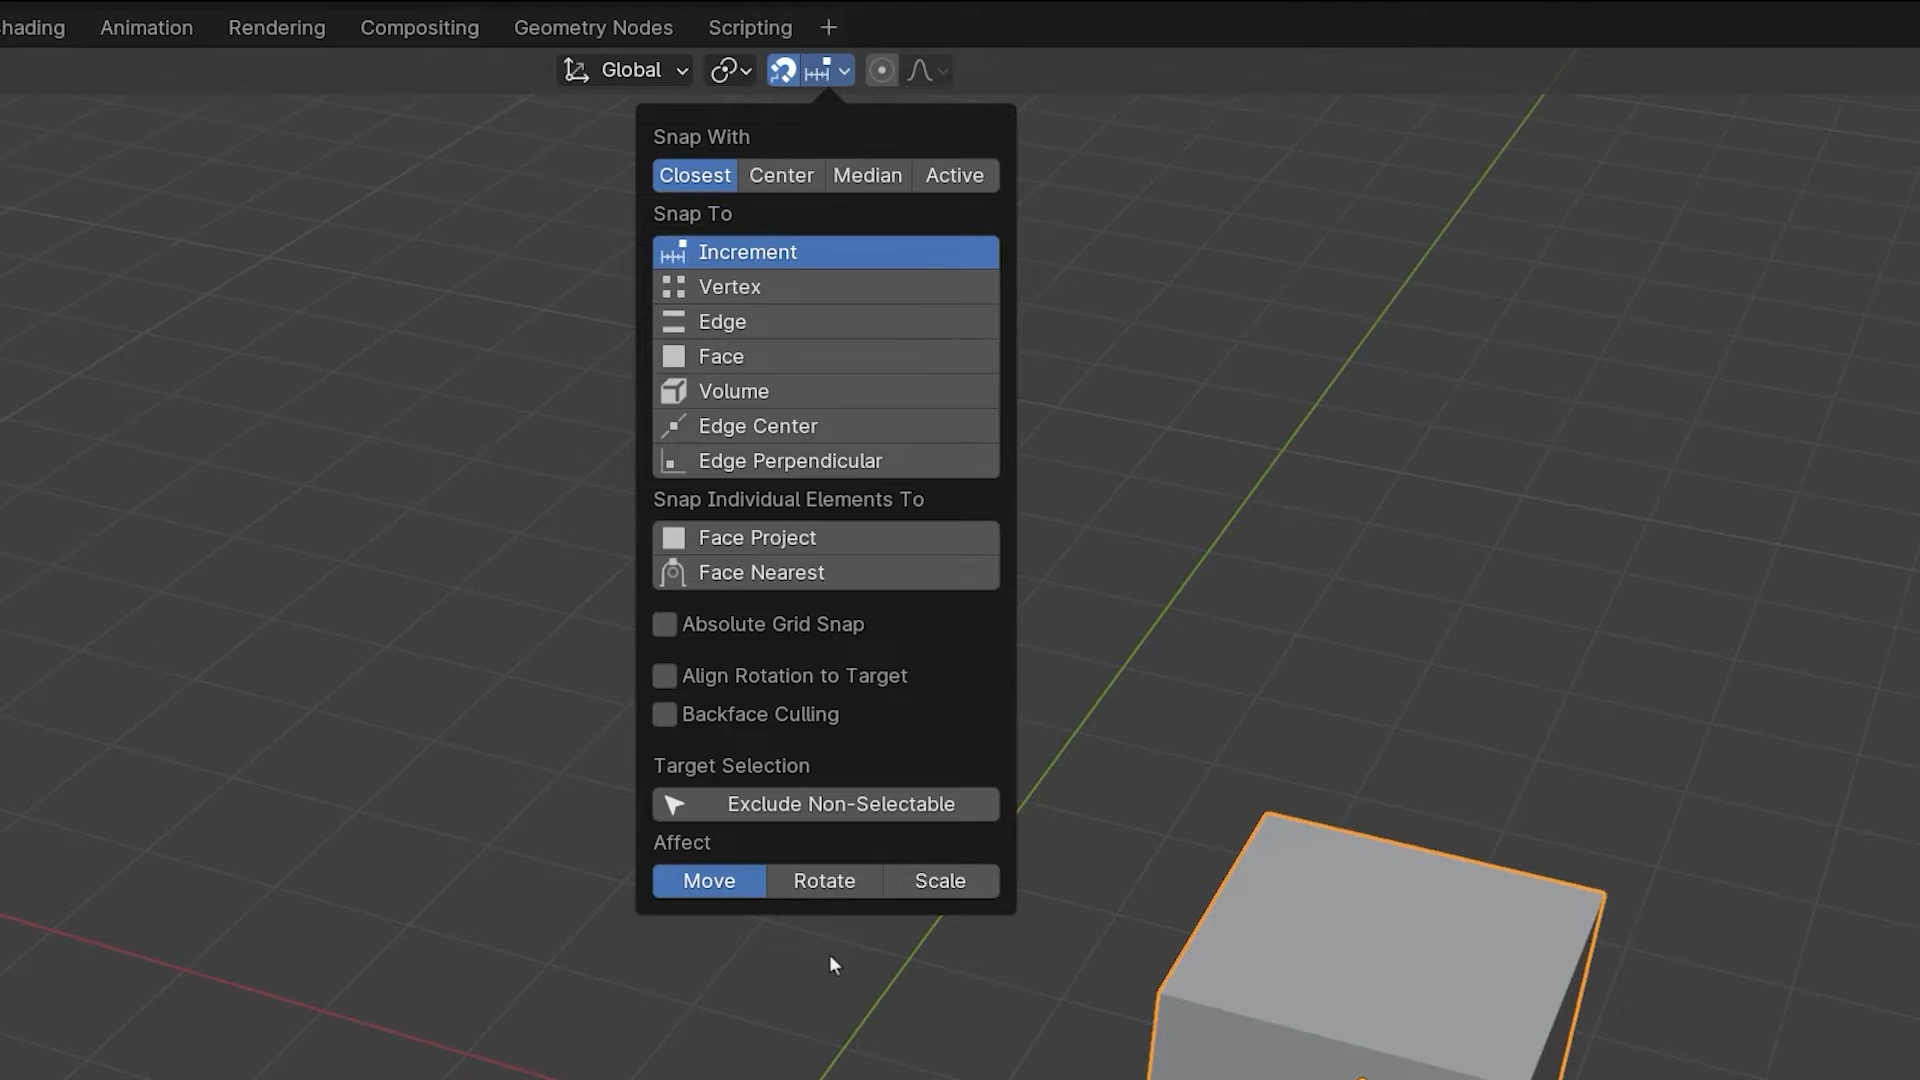 hading Animation Rendering Compositing Geometry Nodes Scripting +
Global
Snap With
Closest Center Median Active
Snap To
Increment
Vertex
Edge
Face
Volume
Edge Center
Edge Perpendicular
Snap Individual Elements To
Face Project
Face Nearest
Absolute Grid Snap
Align Rotation to Target
Backface Culling
Target Selection
Exclude Non-Selectable
Affect
Move Rotate Scale